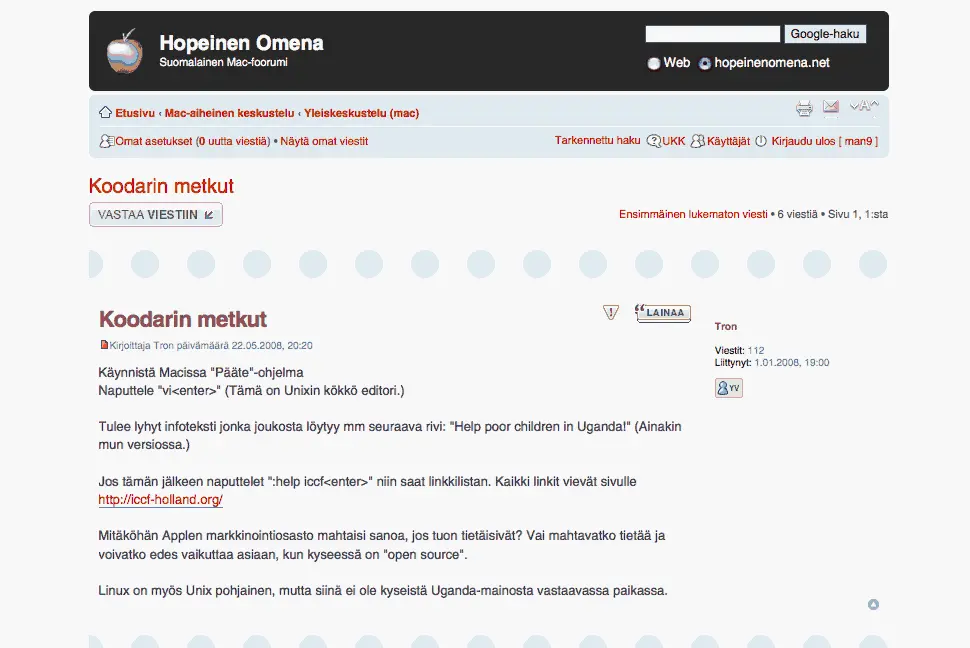 Hopeinen Omena
Suomalainen Mac-foorumi
Google-haku
Web hopeinenomena.net
Etusivu ‹ Mac-aiheinen keskustelu ‹ Yleiskeskustelu (mac)
A
Omat asetukset (0 uutta viestiä) • Näytä omat viestit
Tarkennettu haku UKK Käyttäjät Kirjaudu ulos [ man9 ]
Koodarin metkut
VASTAA VIESTIIN
Ensimmäinen lukematon viesti • 6 viestiä • Sivu 1, 1:sta
Koodarin metkut
Kirjoittaja Tron päivämäärä 22.05.2008, 20:20
Käynnistä Macissa "Pääte"-ohjelma
Naputtele "vi<enter>" (Tämä on Unixin kökkö editori.)
Tulee lyhyt infoteksti jonka joukosta löytyy mm seuraava rivi: "Help poor children in Uganda!" (Ainakin
mun versiossa.)
Jos tämän jälkeen naputtelet ":help iccf<enter>" niin saat linkkilistan. Kaikki linkit vievät sivulle
http://iccf-holland.org/
Mitäköhän Applen markkinointiosasto mahtaisi sanoa, jos tuon tietäisivät? Vai mahtavatko tietää ja
voivatko edes vaikuttaa asiaan, kun kyseessä on "open source".
Linux on myös Unix pohjainen, mutta siinä ei ole kyseistä Uganda-mainosta vastaavassa paikassa.
LAINAA
Tron
Viestit: 112
Liittynyt: 1.01.2008, 19:00
YV